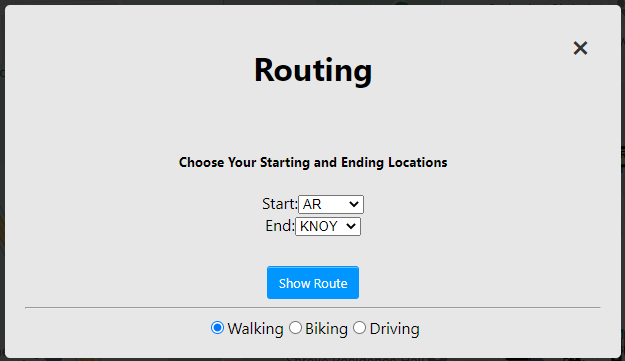 ×
Routing
Choose Your Starting and Ending Locations
Start: AR
End: KNOY
Show Route
Walking Biking Driving